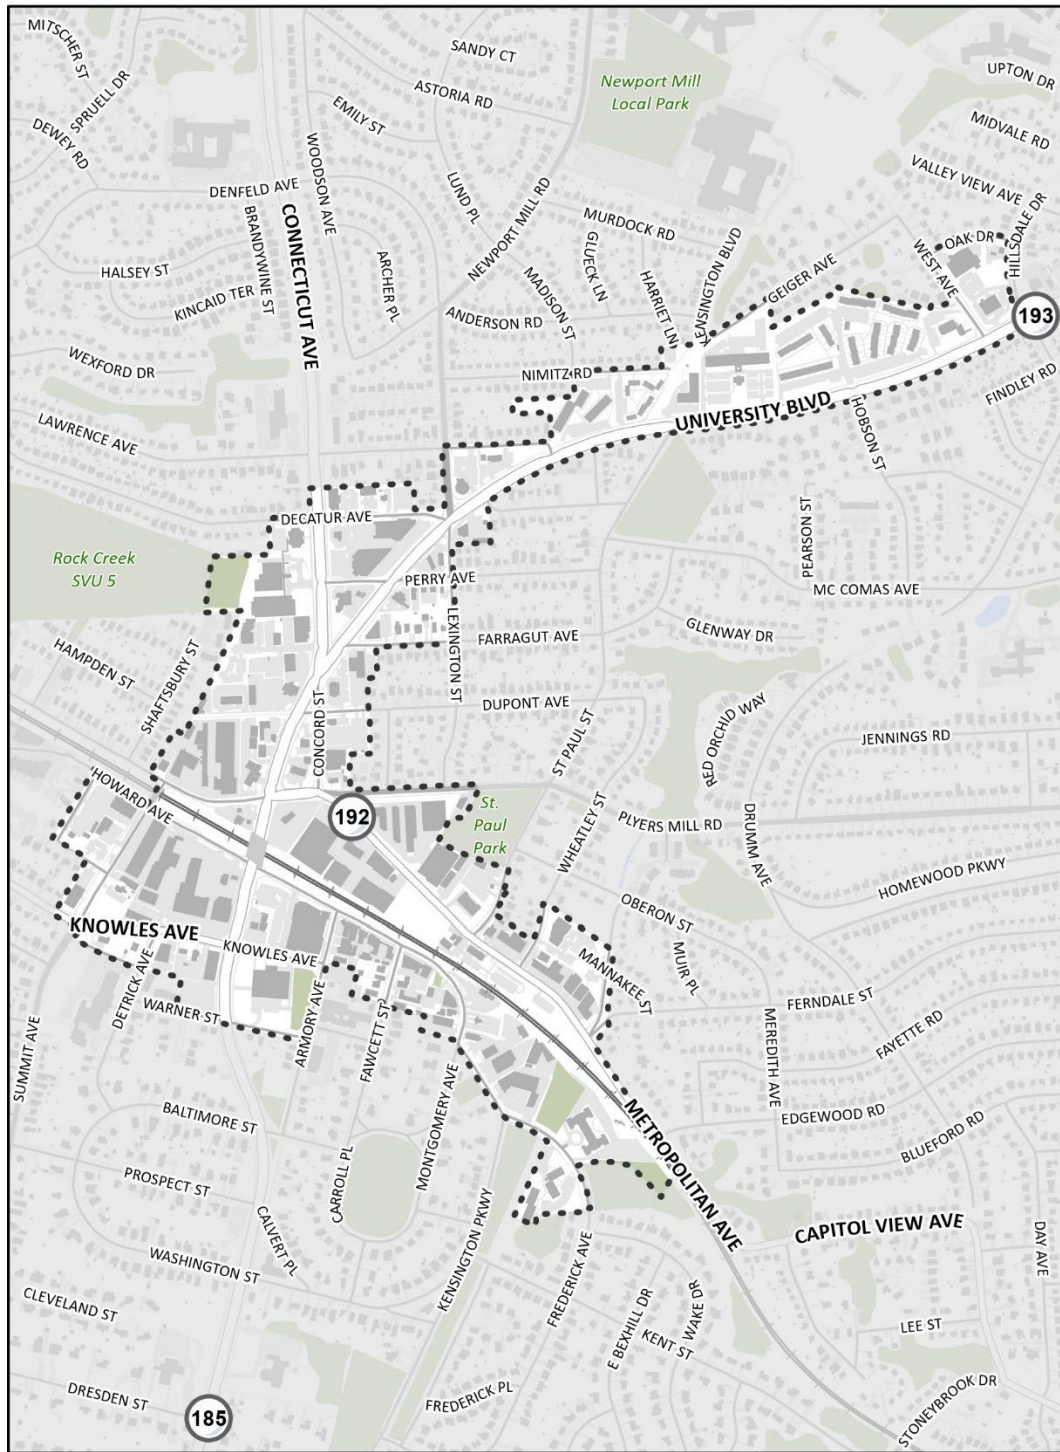 MITSCHER ST
SPRUELL DR
DEWEY RD
SANDY CT
ASTORIA RD
EMILY ST
Newport Mill
Local Park
UPTON DR
MIDVALE RD
VALLEY VIEW AVE
WOODSON AVE
DENFELD AVE
BRANDYWINE ST
CONNECTICUT AVE
LUND PL
NEWPORT MILL RD
MURDOCK RD
GLUECK LN
HARRIET LN
KENSINGTON BLVD
GEIGER AVE
WEST AVE
OAK DR
HILLSDALE DR
HALSEY ST
KINCAID TER
ARCHER PL
MADISON ST
ANDERSON RD
193
WEXFORD DR
NIMITZ RD
FINDLEY RD
UNIVERSITY BLVD
HOBSON ST
LAWRENCE AVE
DECATUR AVE
PEARSON ST
Rock Creek
SVU 5
PERRY AVE
MC COMAS AVE
LEXINGTON ST
FARRAGUT AVE
GLENWAY DR
HAMPDEN ST
SHAFTSBURY ST
CONCORD ST
DUPONT AVE
ST PAUL ST
RED ORCHID WAY
JENNINGS RD
HOWARD AVE
192
St.
Paul
Park
WHEATLEY ST
PLYERS MILL RD
DRUMM AVE
HOMEWOOD PKWY
OBERON ST
KNOWLES AVE
KNOWLES AVE
MANNAKEE ST
MUIR PL
DETRICK AVE
WARNER ST
ARMORY AVE
FAWCETT ST
FERNDALE ST
MEREDITH AVE
FAYETTE RD
SUMMIT AVE
BALTIMORE ST
MONTGOMERY AVE
EDGEWOOD RD
BLUEFORD RD
METROPOLITAN AVE
PROSPECT ST
CARROLL PL
CAPITOL VIEW AVE
DAY AVE
CALVERT PL
WASHINGTON ST
KENSINGTON PKWY
FREDERICK AVE
CLEVELAND ST
E BEXHILL DR
WAKE DR
KENT ST
LEE ST
DRESDEN ST
185
FREDERICK PL
STONEYBROOK DR